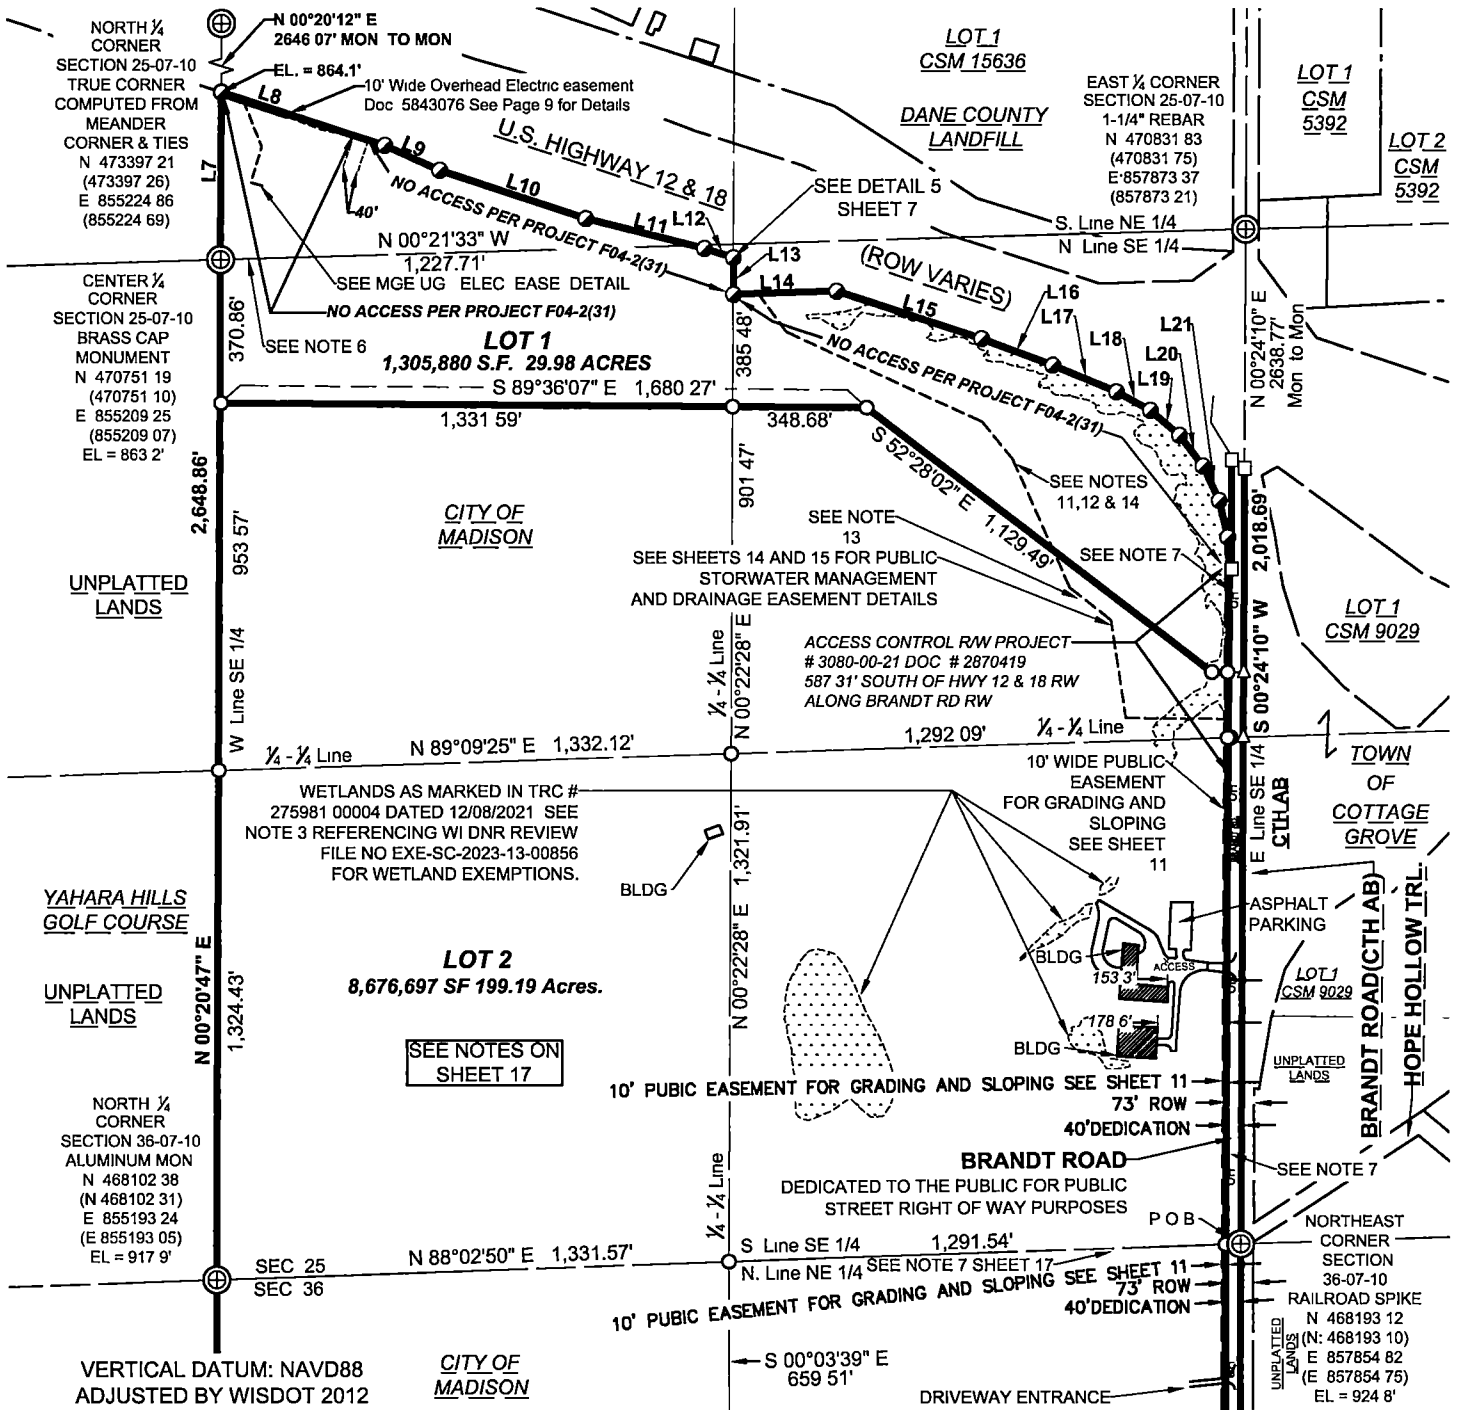 NORTH ¼
CORNER
SECTION 25-07-10
TRUE CORNER
COMPUTED FROM
MEANDER
CORNER & TIES
N 473397 21
(473397 26)
E 855224 86
(855224 69)
N 00°20'12" E
2646 07' MON TO MON
EL. = 864.1'
10' Wide Overhead Electric easement
Doc 5843076 See Page 9 for Details
L7
L8
L9
L10
L11
L12
L13
L14
L15
L16
L17
L18
L19
L20
L21
40'
U.S. HIGHWAY 12 & 18
(ROW VARIES)
NO ACCESS PER PROJECT F04-2(31)
LOT 1
CSM 15636
DANE COUNTY
LANDFILL
EAST ¼ CORNER
SECTION 25-07-10
1-1/4" REBAR
N 470831 83
(470831 75)
E 857873 37
(857873 21)
LOT 1
CSM
5392
LOT 2
CSM
5392
SEE DETAIL 5
SHEET 7
S. Line NE 1/4
N Line SE 1/4
N 00°21'33" W
1,227.71'
SEE MGE UG ELEC EASE DETAIL
NO ACCESS PER PROJECT F04-2(31)
CENTER ¼
CORNER
SECTION 25-07-10
BRASS CAP
MONUMENT
N 470751 19
(470751 10)
E 855209 25
(855209 07)
EL = 863 2'
370.86'
SEE NOTE 6
LOT 1
1,305,880 S.F. 29.98 ACRES
S 89°36'07" E 1,680 27'
1,331 59'
348.68'
385 48'
NO ACCESS PER PROJECT F04-2(31)
N 00°24'10" E
2638.77'
Mon to Mon
S 52°28'02" E
1,129.49'
901 47'
2,648.86'
953 57'
CITY OF
MADISON
SEE NOTES
11,12 & 14
SEE NOTE
13
SEE NOTE 7
SEE SHEETS 14 AND 15 FOR PUBLIC
STORWATER MANAGEMENT
AND DRAINAGE EASEMENT DETAILS
UNPLATTED
LANDS
W Line SE 1/4
¼ - ¼ Line
N 00°22'28" E
ACCESS CONTROL R/W PROJECT
# 3080-00-21 DOC # 2870419
587 31' SOUTH OF HWY 12 & 18 RW
ALONG BRANDT RD RW
S 00°24'10" W 2,018.69'
LOT 1
CSM 9029
¼ - ¼ Line
N 89°09'25" E 1,332.12'
1,292 09'
¼ - ¼ Line
TOWN
OF
COTTAGE
GROVE
10' WIDE PUBLIC
EASEMENT
FOR GRADING AND
SLOPING
SEE SHEET
11
E Line SE 1/4
CTH AB
WETLANDS AS MARKED IN TRC #
275981 00004 DATED 12/08/2021 SEE
NOTE 3 REFERENCING WI DNR REVIEW
FILE NO EXE-SC-2023-13-00856
FOR WETLAND EXEMPTIONS.
BLDG
N 00°22'28" E 1,321.91'
YAHARA HILLS
GOLF COURSE
UNPLATTED
LANDS
N 00°20'47" E
1,324.43'
LOT 2
8,676,697 SF 199.19 Acres.
SEE NOTES ON
SHEET 17
ASPHALT
PARKING
BLDG
ACCESS
153 3'
178 6'
BLDG
LOT 1
CSM 9029
UNPLATTED
LANDS
BRANDT ROAD(CTH AB)
HOPE HOLLOW TRL.
10' PUBIC EASEMENT FOR GRADING AND SLOPING SEE SHEET 11
73' ROW
40'DEDICATION
BRANDT ROAD
DEDICATED TO THE PUBLIC FOR PUBLIC
STREET RIGHT OF WAY PURPOSES
SEE NOTE 7
NORTH ¼
CORNER
SECTION 36-07-10
ALUMINUM MON
N 468102 38
(N 468102 31)
E 855193 24
(E 855193 05)
EL = 917 9'
¼ - ¼ Line
P O B
SEC 25
SEC 36
N 88°02'50" E 1,331.57'
S Line SE 1/4
N. Line NE 1/4
1,291.54'
SEE NOTE 7 SHEET 17
10' PUBIC EASEMENT FOR GRADING AND SLOPING SEE SHEET 11
73' ROW
40'DEDICATION
NORTHEAST
CORNER
SECTION
36-07-10
RAILROAD SPIKE
N 468193 12
(N: 468193 10)
E 857854 82
(E 857854 75)
EL = 924 8'
UNPLATTED
LANDS
VERTICAL DATUM: NAVD88
ADJUSTED BY WISDOT 2012
CITY OF
MADISON
S 00°03'39" E
659 51'
DRIVEWAY ENTRANCE